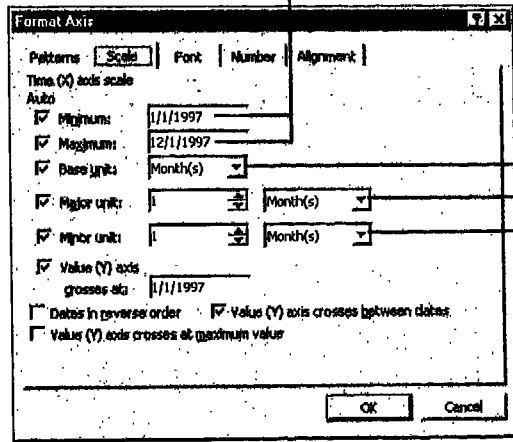 Format Axis
Patterns Scale Font Number Alignment
Time (X) axis scale
Auto
Minimum: 1/1/1997
Maximum: 12/1/1997
Base unit: Month(s)
Major unit: 1 Month(s)
Minor unit: 1 Month(s)
Value (Y) axis
crosses at: 1/1/1997
Dates in reverse order Value (Y) axis crosses between dates
Value (Y) axis crosses at maximum value
OK Cancel